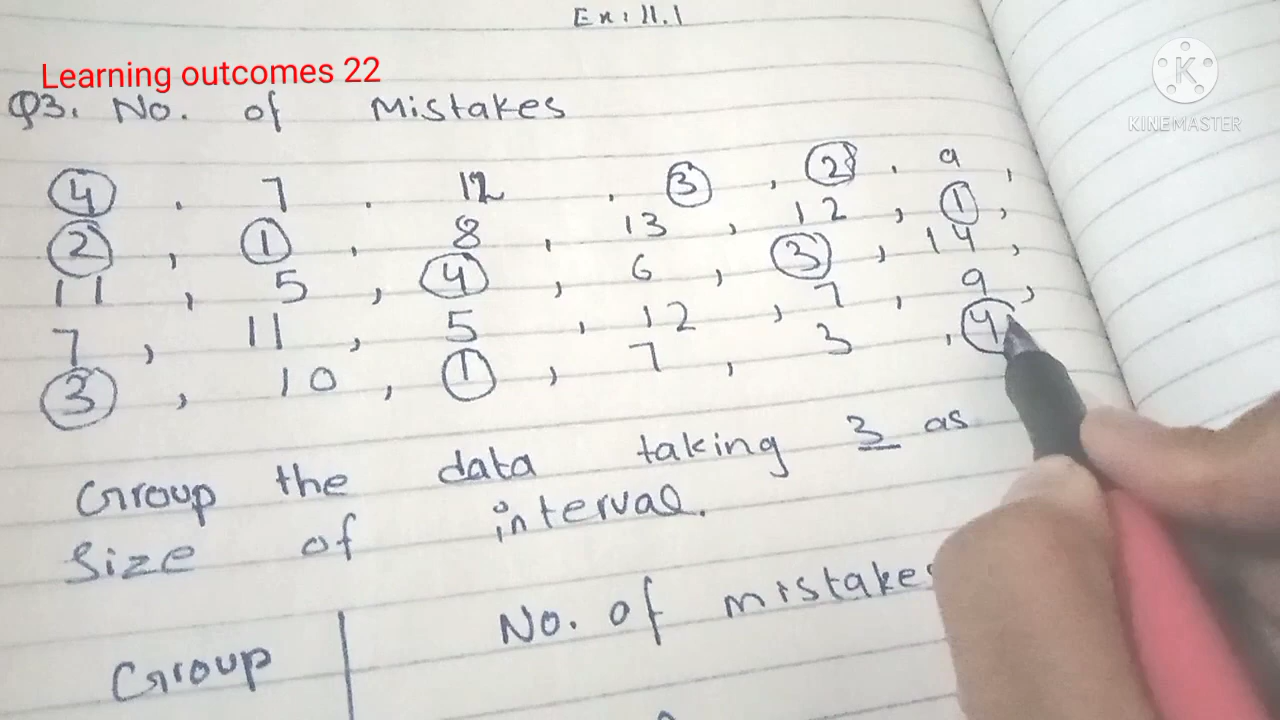 Ex: 11.1
Learning outcomes 22
K
KINEMASTER
Q3. No. of Mistakes
4 . 7 . 12 . 3 , 2 . 9 ,
2 , 1 , 8 , 13 , 12 , 1 ,
11 , 5 , 4 , 6 , 3 , 14 ,
7 , 11 , 5 , 12 , 7 , 9 ,
3 , 10 , 1 , 7 , 3 , 4
Group the data taking 3 as
Size of interval.
Group No. of mistakes